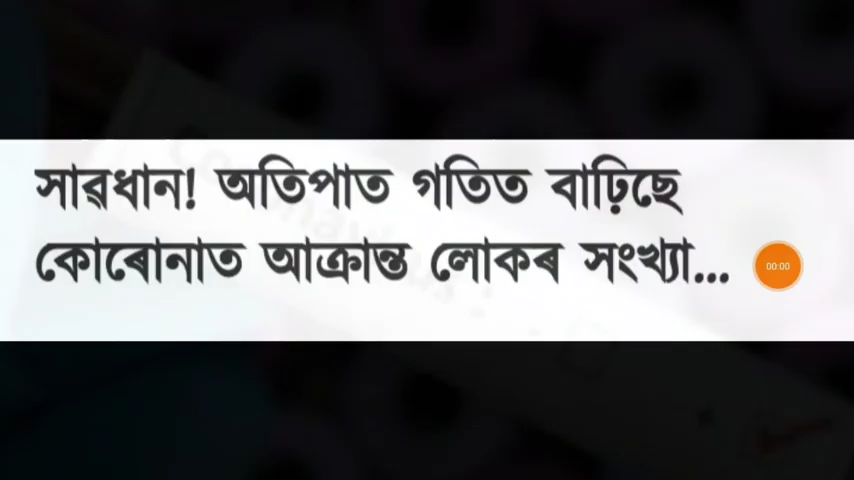 সাৱধান! অতিপাত গতিত বাঢ়িছে
কোৰোনাত আক্ৰান্ত লোকৰ সংখ্যা...
00:00